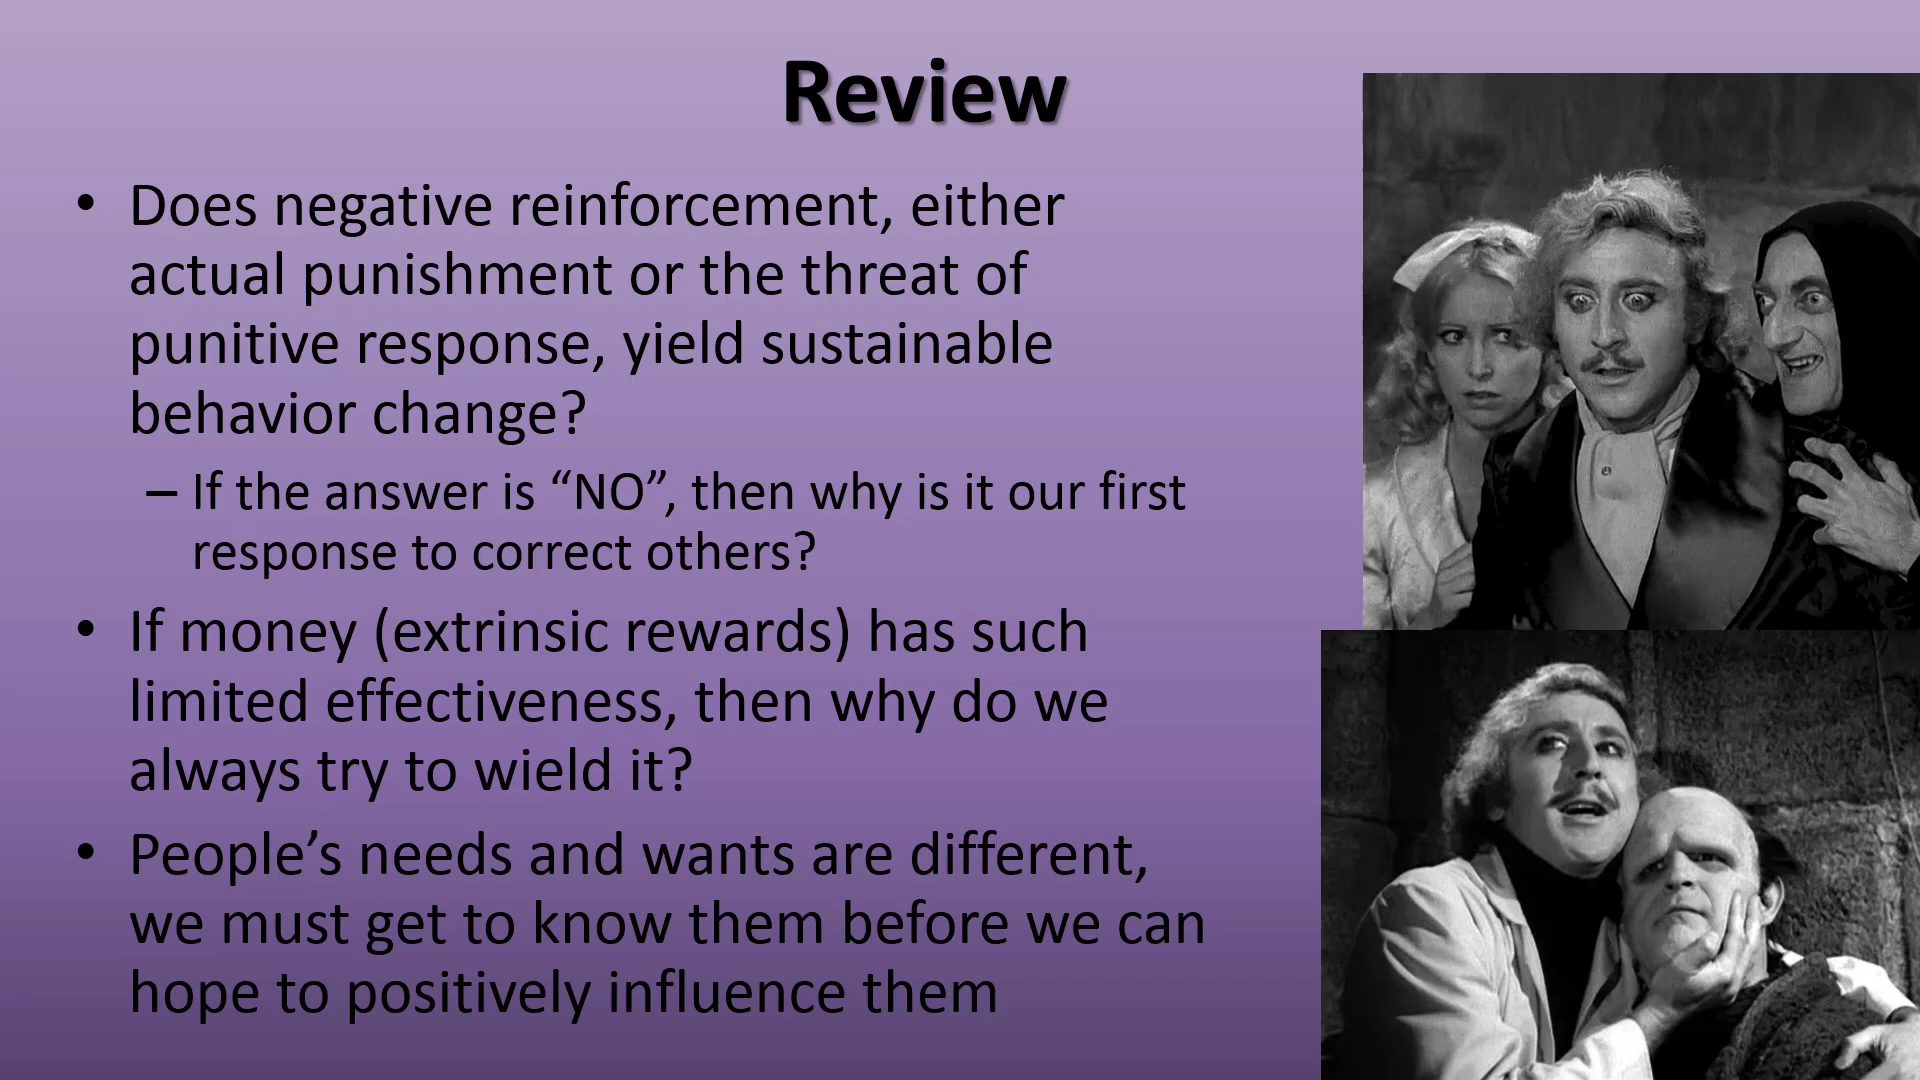 Review
• Does negative reinforcement, either
actual punishment or the threat of
punitive response, yield sustainable
behavior change?
– If the answer is “NO”, then why is it our first
response to correct others?
• If money (extrinsic rewards) has such
limited effectiveness, then why do we
always try to wield it?
• People’s needs and wants are different,
we must get to know them before we can
hope to positively influence them